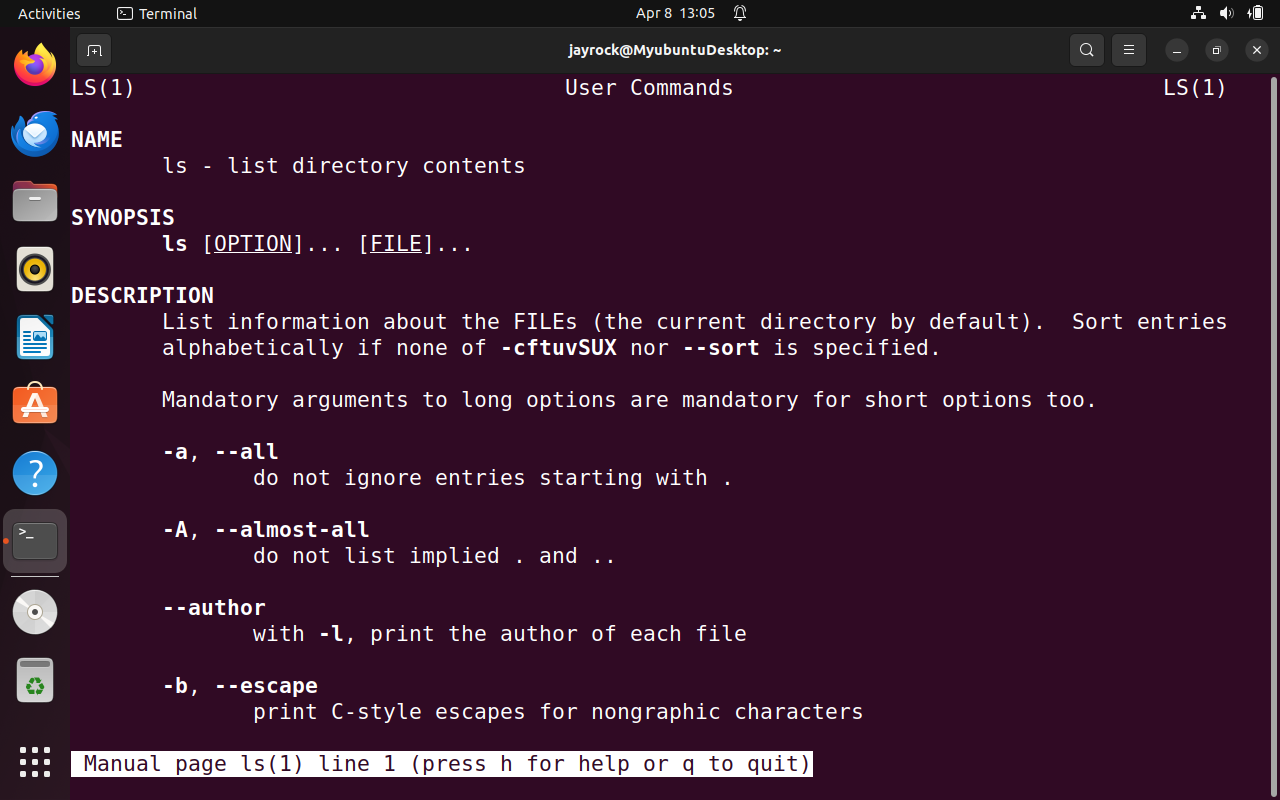 Activities Terminal Apr 8 13:05
jayrock@MyubuntuDesktop: ~
LS(1) User Commands LS(1)
NAME
ls - list directory contents
SYNOPSIS
ls [OPTION]... [FILE]...
DESCRIPTION
List information about the FILEs (the current directory by default). Sort entries
alphabetically if none of -cftuvSUX nor --sort is specified.
Mandatory arguments to long options are mandatory for short options too.
-a, --all
do not ignore entries starting with .
-A, --almost-all
do not list implied . and ..
--author
with -l, print the author of each file
-b, --escape
print C-style escapes for nongraphic characters
Manual page ls(1) line 1 (press h for help or q to quit)